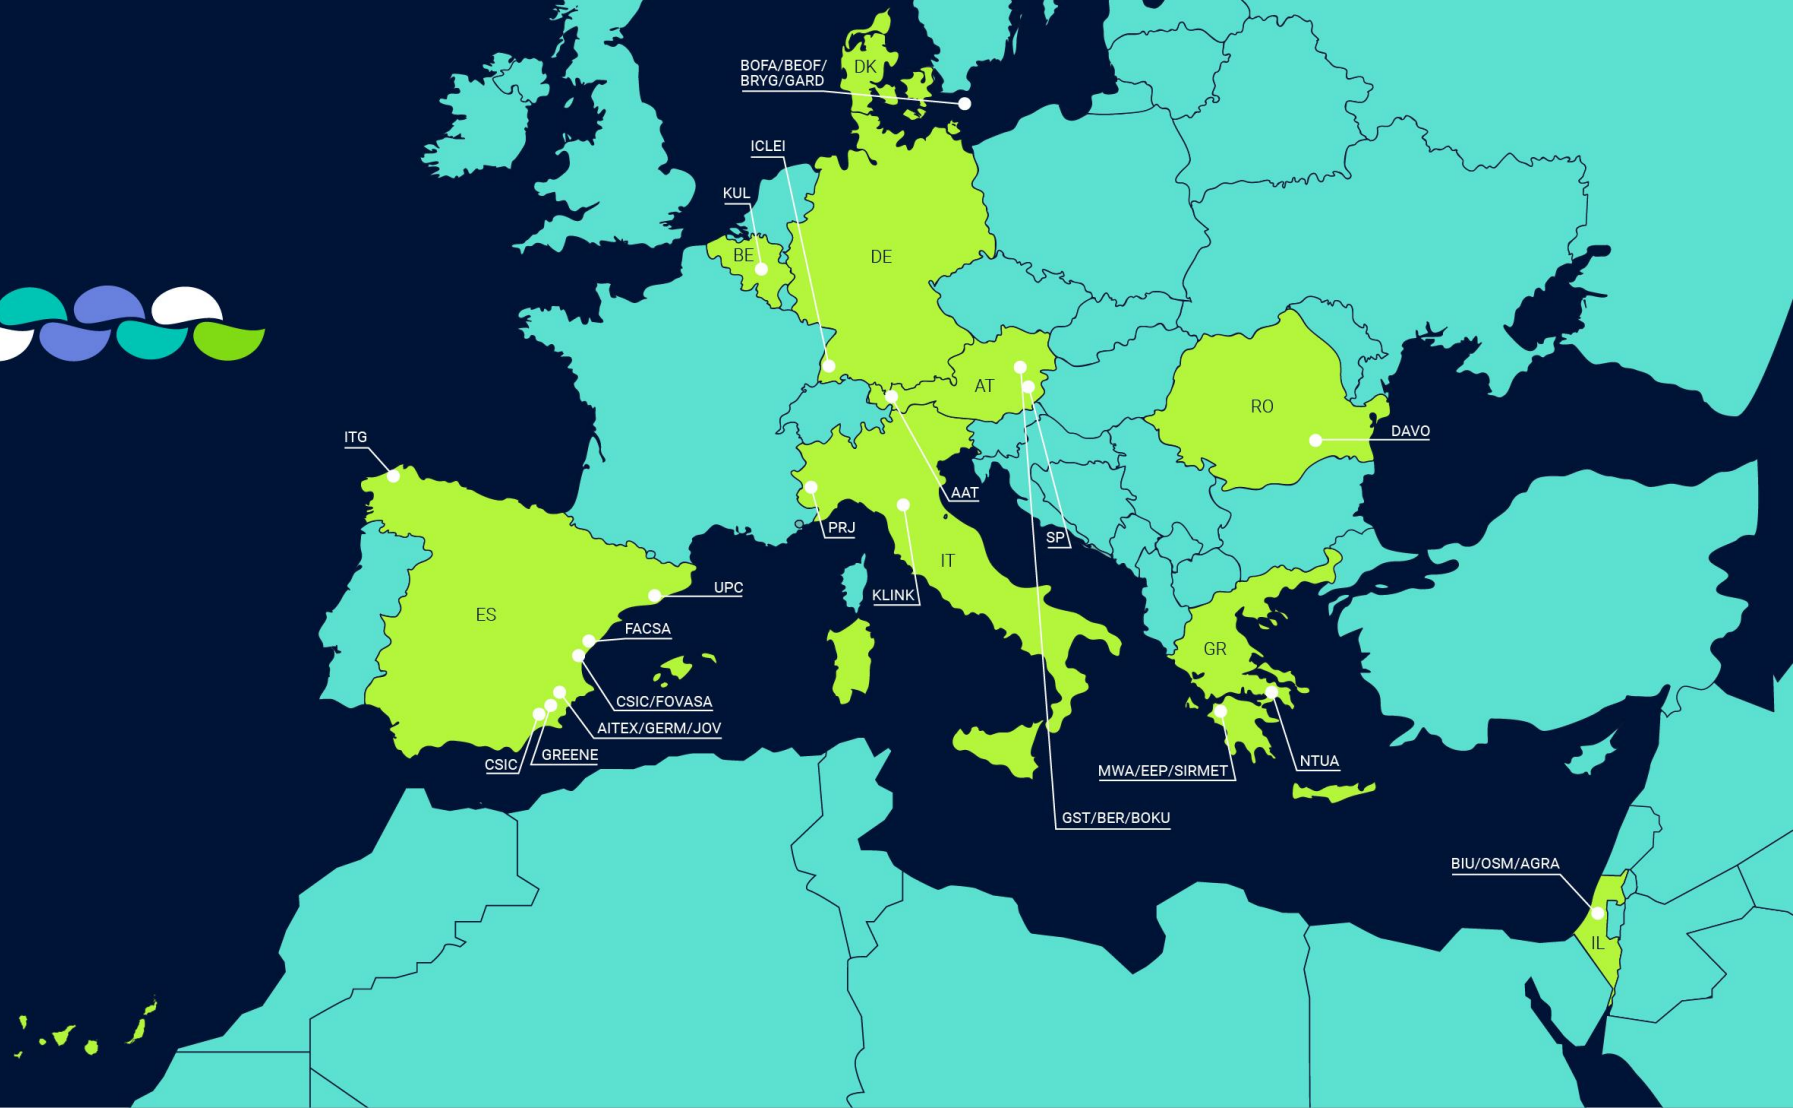 BOFA/BEOF/
BRYG/GARD
DK
ICLEI
KUL
BE
DE
AT
RO
DAVO
ITG
AAT
PRJ
SP
IT
KLINK
UPC
ES
FACSA
GR
CSIC/FOVASA
AITEX/GERM/JOV
GREENE
CSIC
NTUA
MWA/EEP/SIRMET
GST/BER/BOKU
BIU/OSM/AGRA
IL